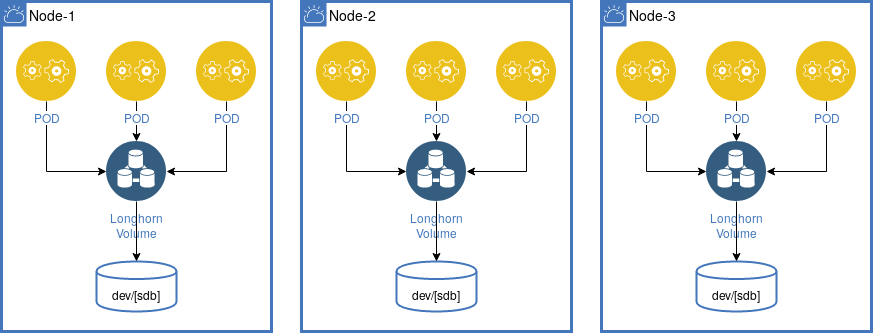 Node-1
POD
POD
POD
Longhorn
Volume
dev/[sdb]
Node-2
POD
POD
POD
Longhorn
Volume
dev/[sdb]
Node-3
POD
POD
POD
Longhorn
Volume
dev/[sdb]